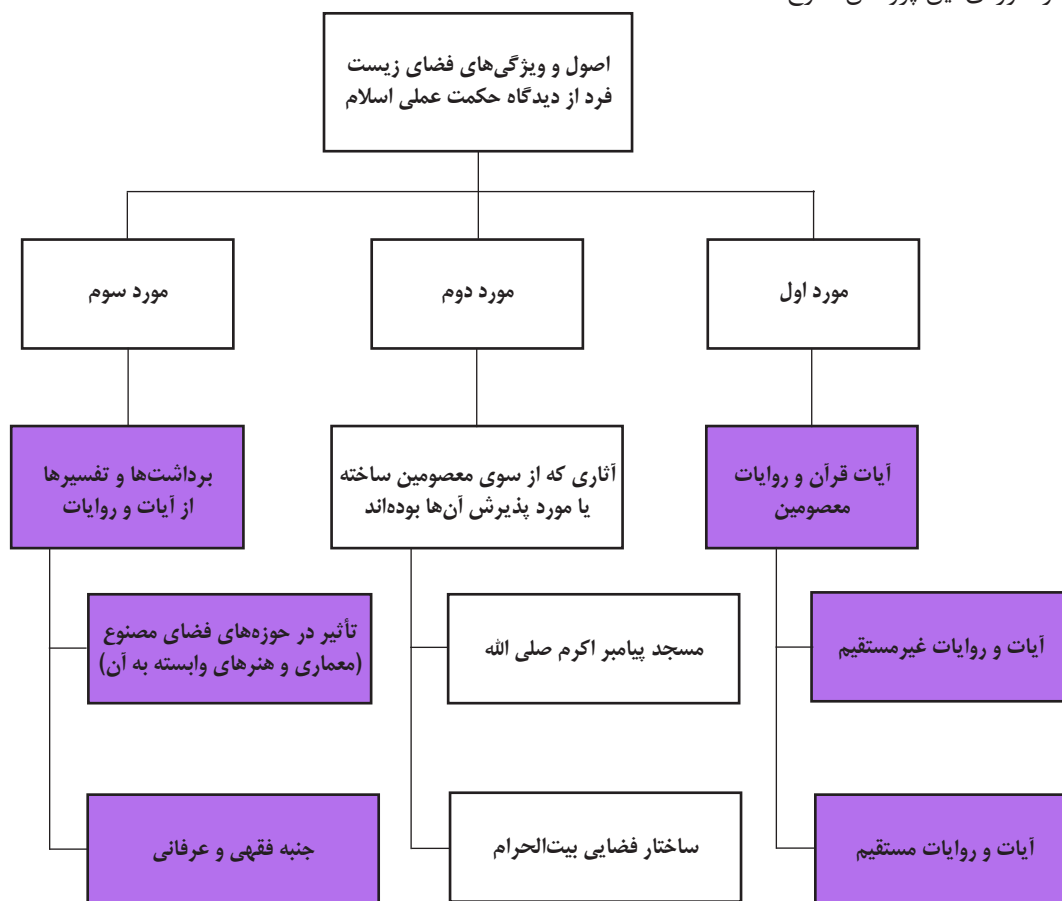 اصول و ویژگی‌های فضای زیست
فرد از دیدگاه حکمت عملی اسلام
مورد اول
مورد دوم
مورد سوم
آیات قرآن و روایات
معصومین
آثاری که از سوی معصومین ساخته
یا مورد پذیرش آن‌ها بوده‌اند
برداشت‌ها و تفسیرها
از آیات و روایات
آیات و روایات غیرمستقیم
مسجد پیامبر اکرم صلی الله
تأثیر در حوزه‌های فضای مصنوع
(معماری و هنرهای وابسته به آن)
آیات و روایات مستقیم
ساختار فضایی بیت‌الحرام
جنبه فقهی و عرفانی